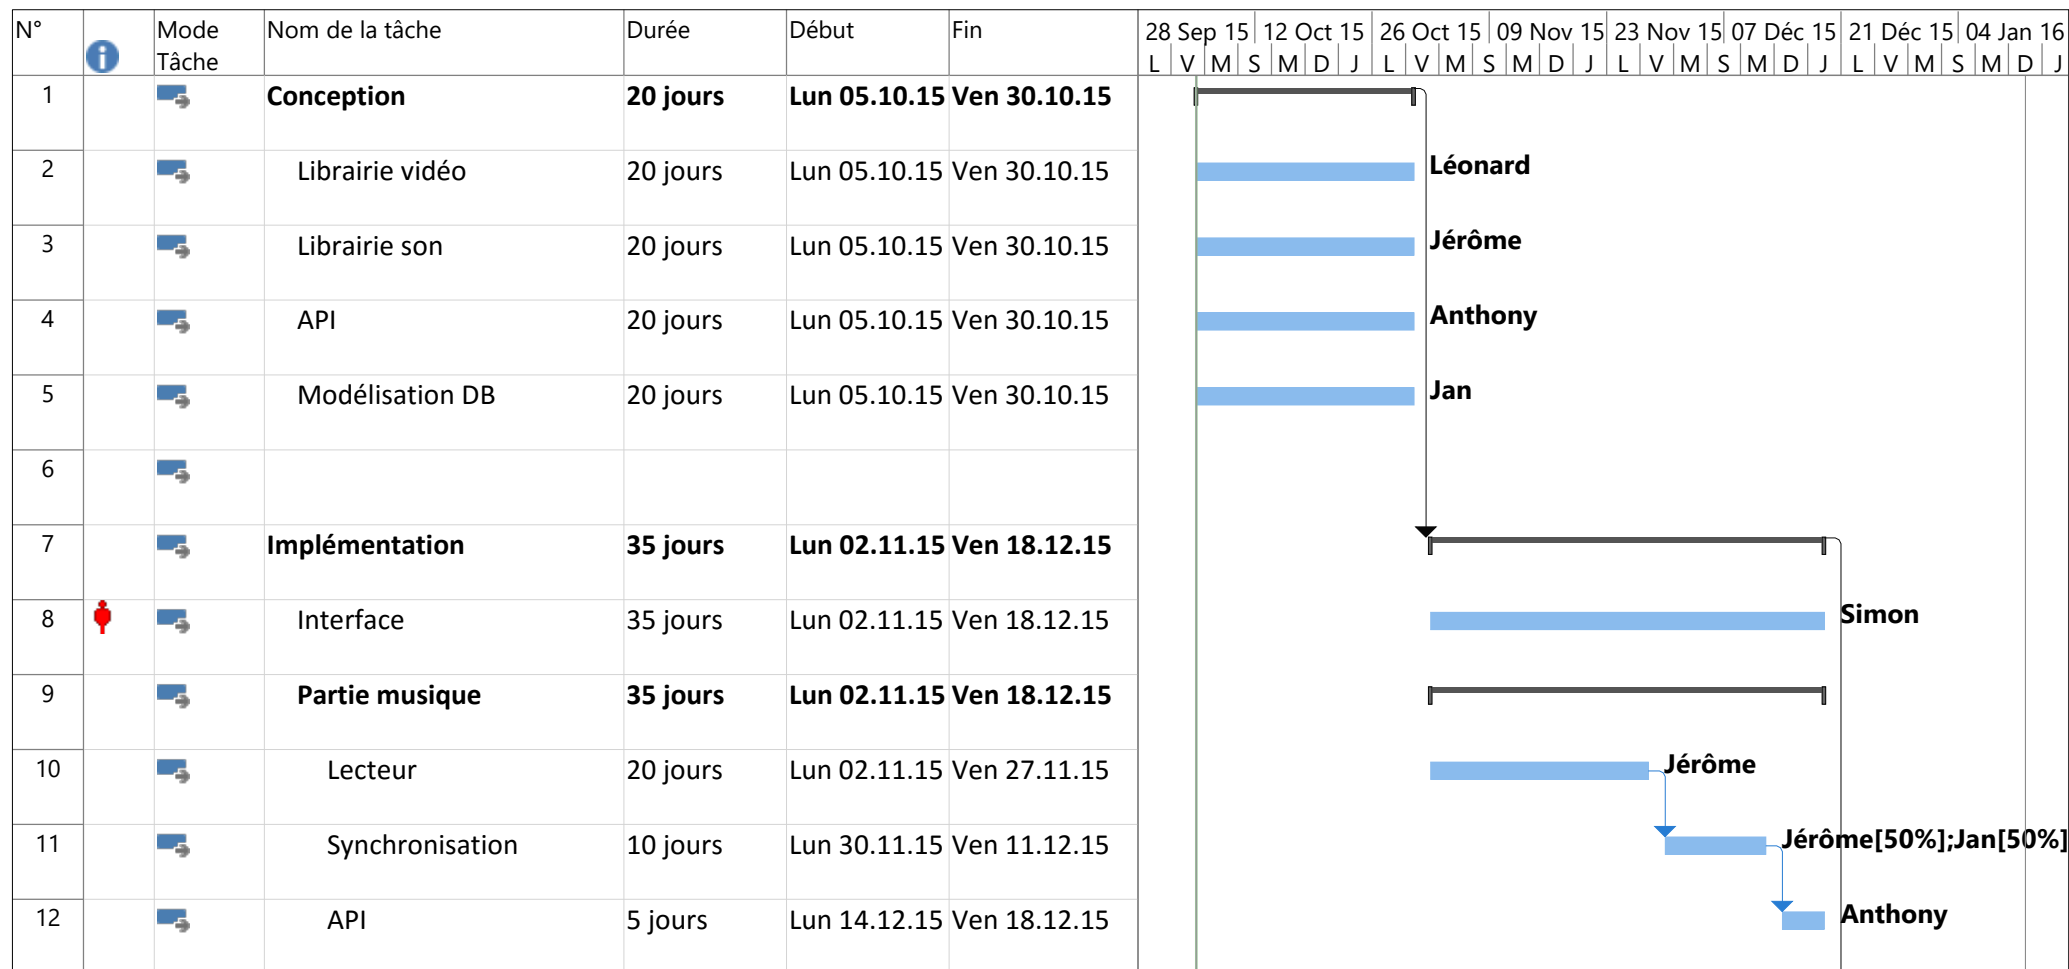 N° Mode Tâche Nom de la tâche Durée Début Fin 28 Sep 15 12 Oct 15 26 Oct 15 09 Nov 15 23 Nov 15 07 Déc 15 21 Déc 15 04 Jan 16
L V M S M D J L V M S M D J L V M S M D J L V M S M D J
1 Conception 20 jours Lun 05.10.15 Ven 30.10.15
2 Librairie vidéo 20 jours Lun 05.10.15 Ven 30.10.15 Léonard
3 Librairie son 20 jours Lun 05.10.15 Ven 30.10.15 Jérôme
4 API 20 jours Lun 05.10.15 Ven 30.10.15 Anthony
5 Modélisation DB 20 jours Lun 05.10.15 Ven 30.10.15 Jan
6
7 Implémentation 35 jours Lun 02.11.15 Ven 18.12.15
8 Interface 35 jours Lun 02.11.15 Ven 18.12.15 Simon
9 Partie musique 35 jours Lun 02.11.15 Ven 18.12.15
10 Lecteur 20 jours Lun 02.11.15 Ven 27.11.15 Jérôme
11 Synchronisation 10 jours Lun 30.11.15 Ven 11.12.15 Jérôme[50%];Jan[50%]
12 API 5 jours Lun 14.12.15 Ven 18.12.15 Anthony